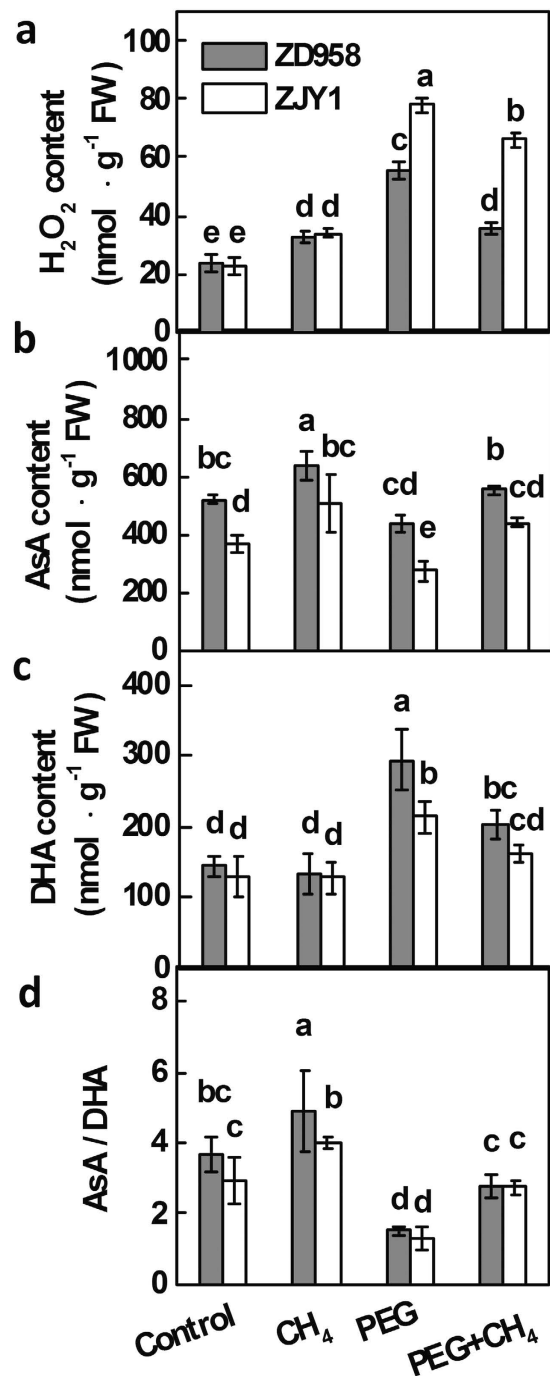 a
H₂O₂ content
(nmol · g⁻¹ FW)
100
80
60
40
20
0
ZD958
ZJY1
e e d d c a d b
b
AsA content
(nmol · g⁻¹ FW)
1000
800
600
400
200
0
bc d a bc cd e b cd
c
DHA content
(nmol · g⁻¹ FW)
400
300
200
100
0
d d d d a b bc cd
d
AsA / DHA
8
6
4
2
0
bc c a b d d c c
Control CH₄ PEG PEG+CH₄